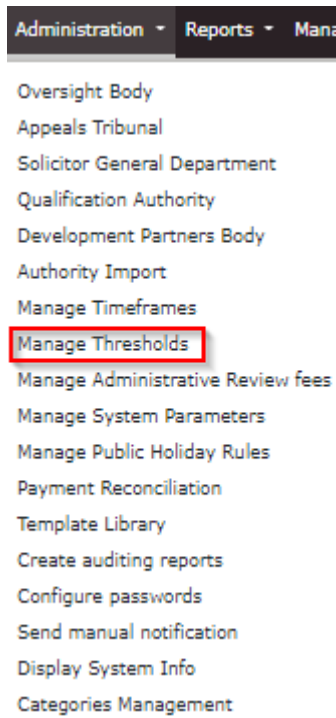 Administration Reports Mana
Oversight Body
Appeals Tribunal
Solicitor General Department
Qualification Authority
Development Partners Body
Authority Import
Manage Timeframes
Manage Thresholds
Manage Administrative Review fees
Manage System Parameters
Manage Public Holiday Rules
Payment Reconciliation
Template Library
Create auditing reports
Configure passwords
Send manual notification
Display System Info
Categories Management